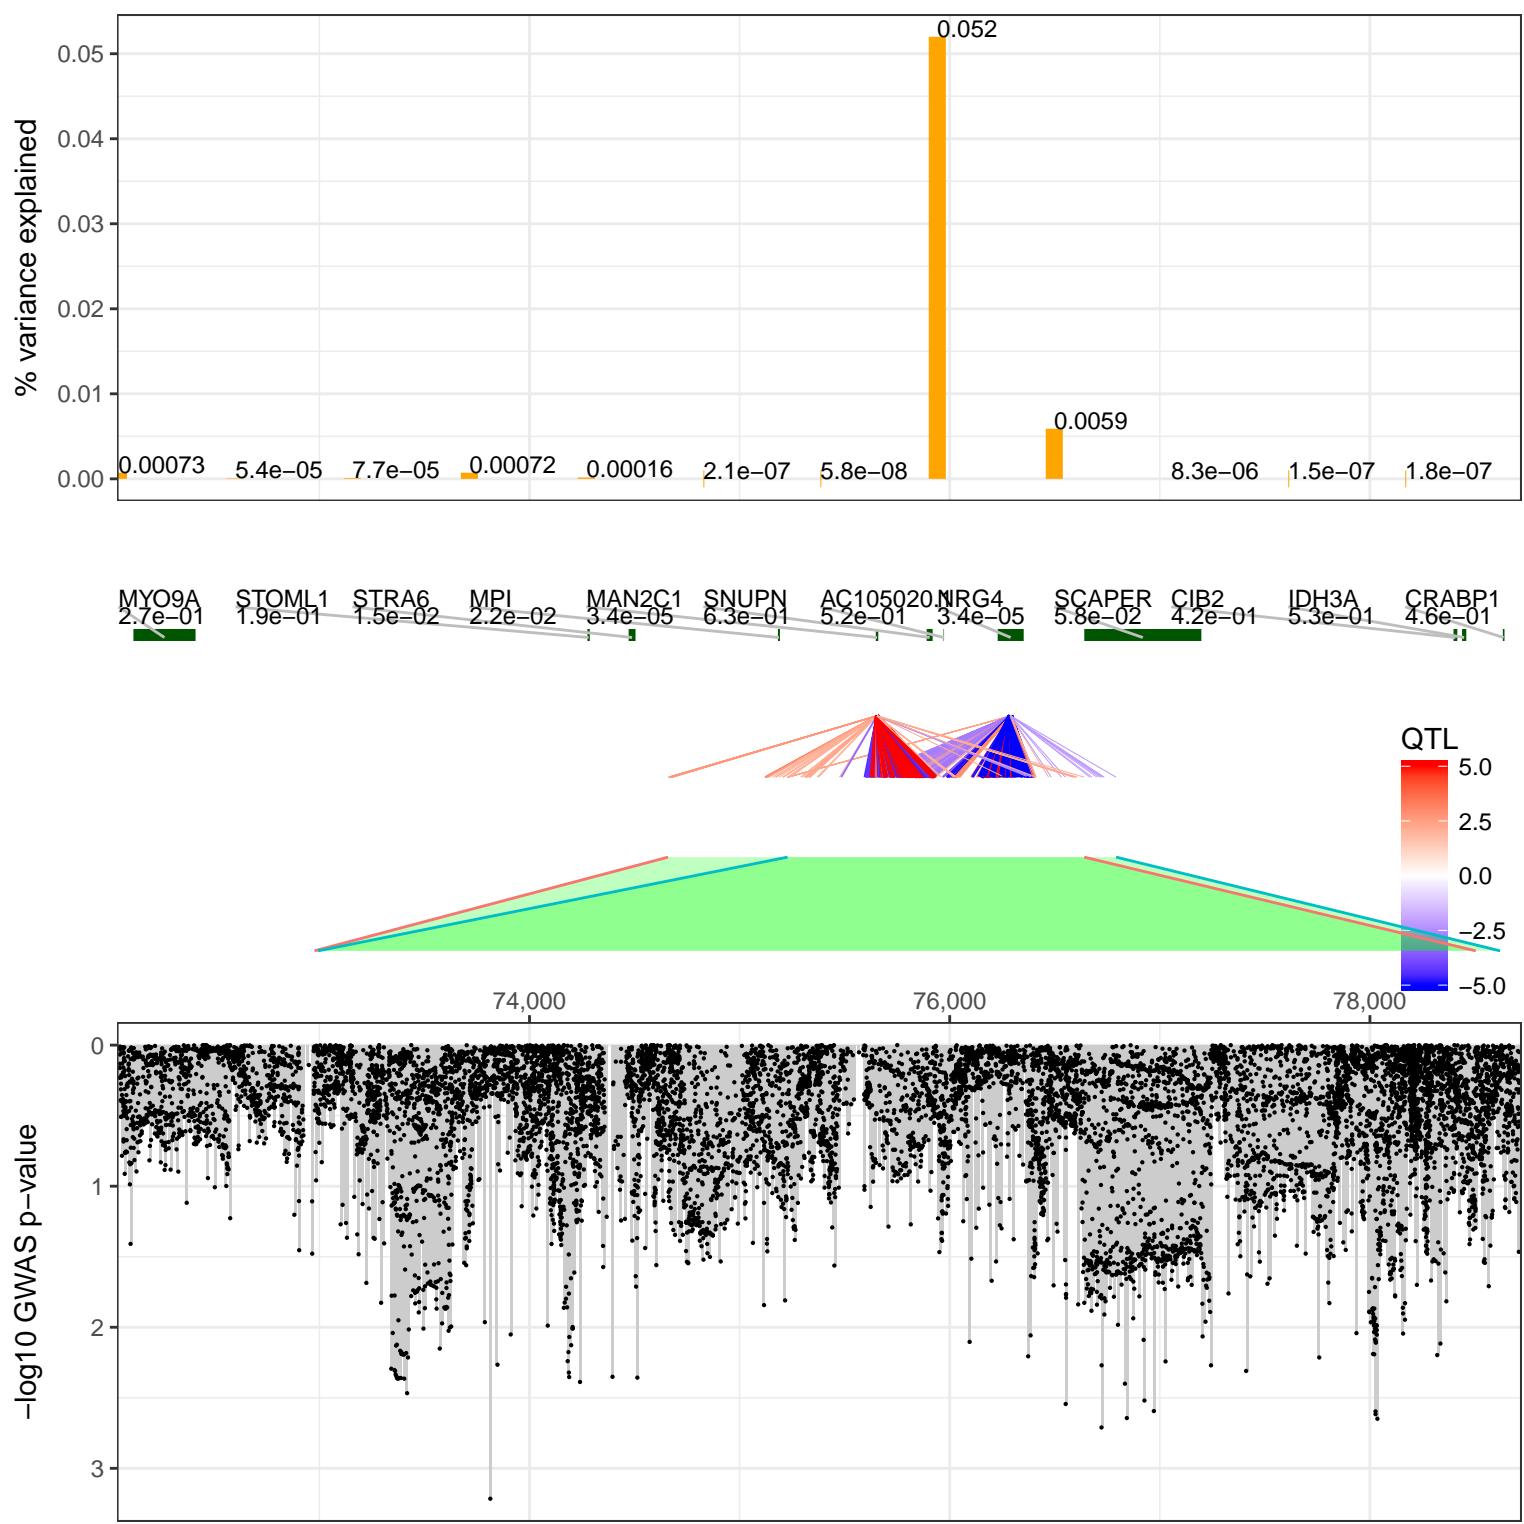 0.052
0.05
0.04
0.03
0.02
0.01
0.00
% variance explained
0.0059
0.00073 5.4e−05 7.7e−05 0.00072 0.00016 2.1e−07 5.8e−08 8.3e−06 1.5e−07 1.8e−07
MYO9A STOML1 STRA6 MPI MAN2C1 SNUPN AC105020.1 NRG4 SCAPER CIB2 IDH3A CRABP1
2.7e−01 1.9e−01 1.5e−02 2.2e−02 3.4e−05 6.3e−01 5.2e−01 3.4e−05 5.8e−02 4.2e−01 5.3e−01 4.6e−01
QTL
5.0
2.5
0.0
−2.5
−5.0
74,000 76,000 78,000
0
1
2
3
−log10 GWAS p−value